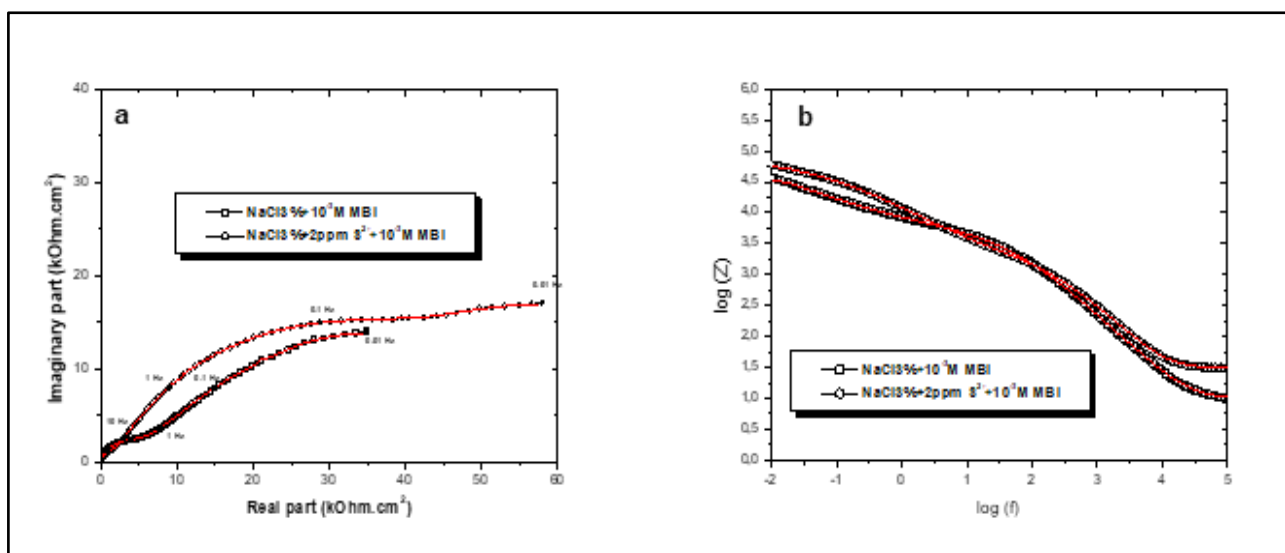 a
Imaginary part (kOhm.cm²)
40
30
20
10
0
NaCl3%+10⁻³M MBI
NaCl3%+2ppm S²⁻+10⁻³M MBI
10 Hz
1 Hz
0.1 Hz
1 Hz
0.1 Hz
0.01 Hz
0.01 Hz
0 10 20 30 40 50 60
Real part (kOhm.cm²)
b
log (Z)
6,0
5,5
5,0
4,5
4,0
3,5
3,0
2,5
2,0
1,5
1,0
0,5
0,0
NaCl3%+10⁻³M MBI
NaCl3%+2ppm S²⁻+10⁻³M MBI
-2 -1 0 1 2 3 4 5
log (f)